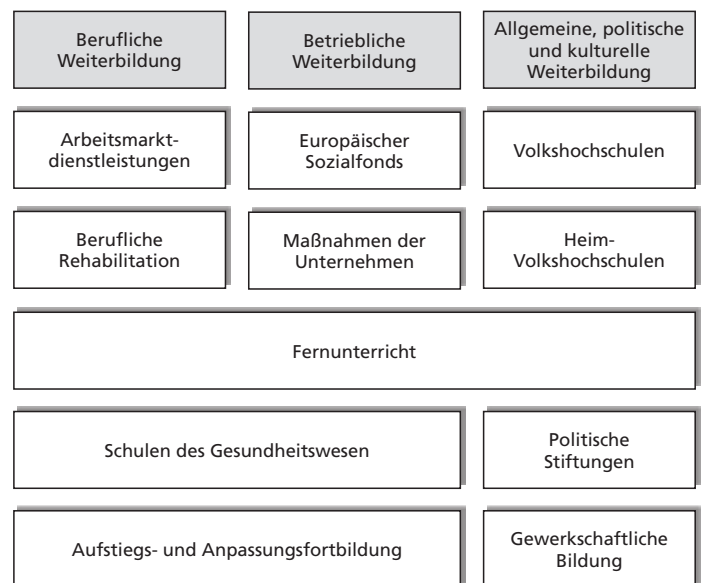 Berufliche
Weiterbildung
Betriebliche
Weiterbildung
Allgemeine, politische
und kulturelle
Weiterbildung
Arbeitsmarkt-
dienstleistungen
Europäischer
Sozialfonds
Volkshochschulen
Berufliche
Rehabilitation
Maßnahmen der
Unternehmen
Heim-
Volkshochschulen
Fernunterricht
Schulen des Gesundheitswesen
Politische
Stiftungen
Aufstiegs- und Anpassungsfortbildung
Gewerkschaftliche
Bildung